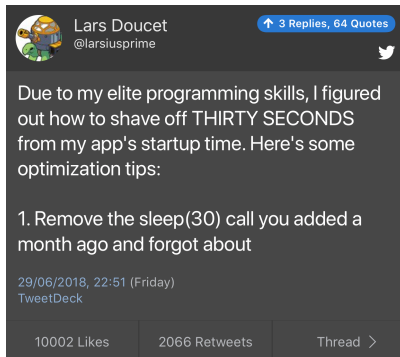 Lars Doucet
3 Replies, 64 Quotes
@larsiusprime
Due to my elite programming skills, I figured
out how to shave off THIRTY SECONDS
from my app's startup time. Here's some
optimization tips:
1. Remove the sleep(30) call you added a
month ago and forgot about
29/06/2018, 22:51 (Friday)
TweetDeck
10002 Likes
2066 Retweets
Thread